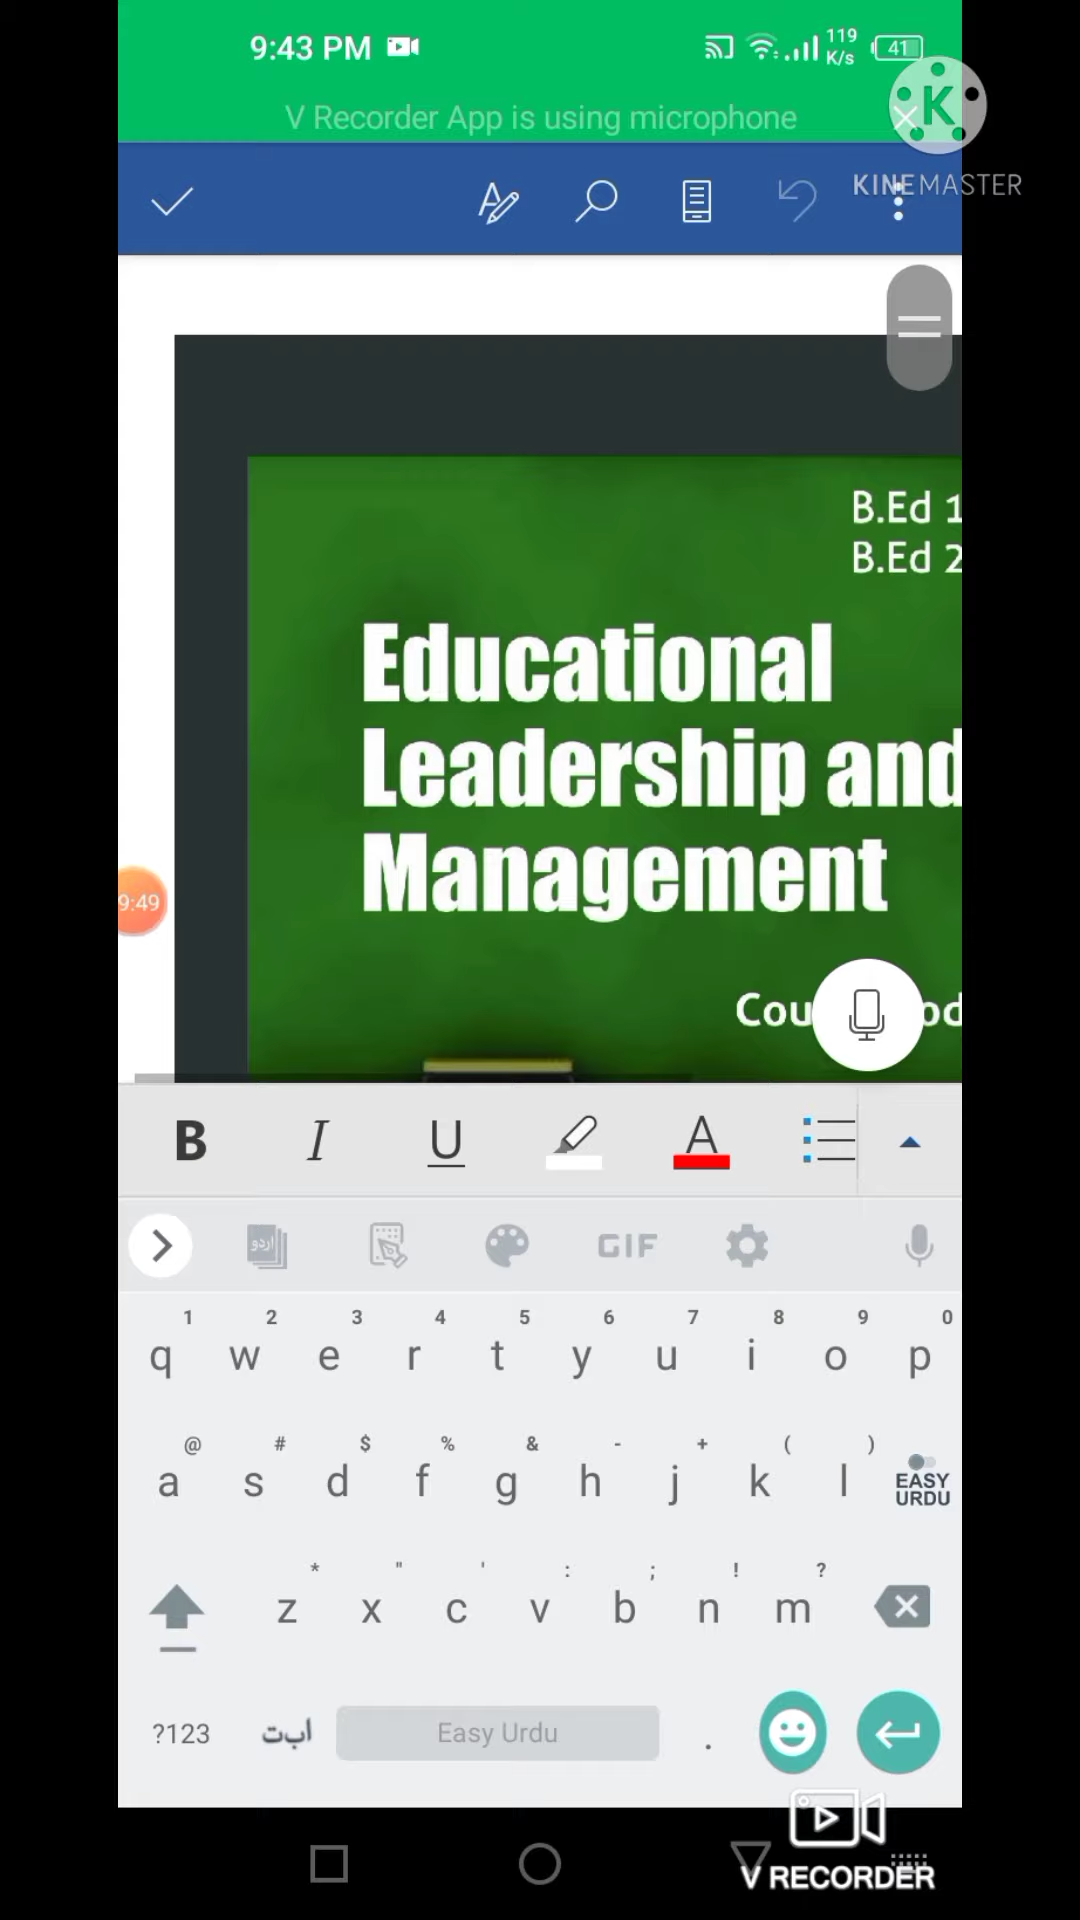 9:43 PM
119
K/s
41
V Recorder App is using microphone
K
KINEMASTER
B.Ed 1
B.Ed 2
Educational
Leadership and
Management
9:49
B I U A
اردو
GIF
1 2 3 4 5 6 7 8 9 0
q w e r t y u i o p
@ # $ % & - + ( )
a s d f g h j k l
EASY
URDU
* " ' : ; ! ?
z x c v b n m
?123 اب‌ت Easy Urdu .
V RECORDER